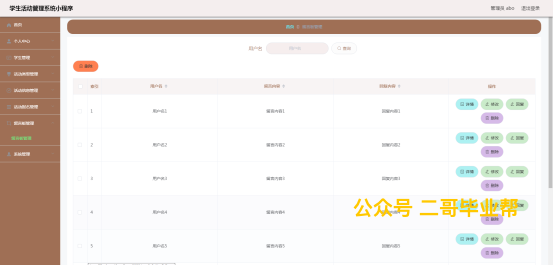 学生活动管理系统小程序
管理员 abo 退出登录
首页
个人中心
学生管理
活动类型管理
活动信息管理
活动报名管理
留言板管理
留言板管理
系统管理
用户名 用户名 查询
删除
索引 用户名 留言内容 回复内容 操作
1 用户名1 留言内容1 回复内容1 详情 修改 回复
删除
2 用户名2 留言内容2 回复内容2 详情 修改 回复
删除
3 用户名3 留言内容3 回复内容3 详情 修改 回复
删除
4 用户名4 留言内容4 回复内容4 详情 修改 回复
删除
5 用户名5 留言内容5 回复内容5 详情 修改 回复
删除
公众号 二哥毕业帮